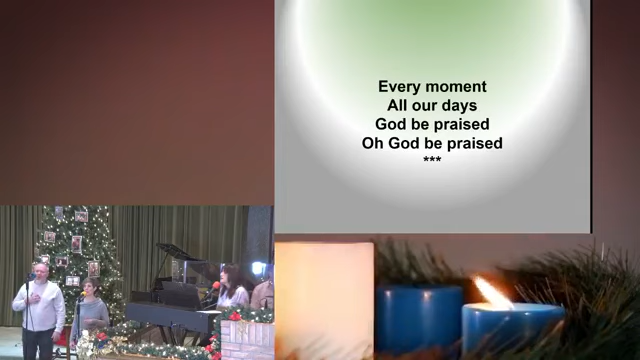 Every moment
All our days
God be praised
Oh God be praised
***